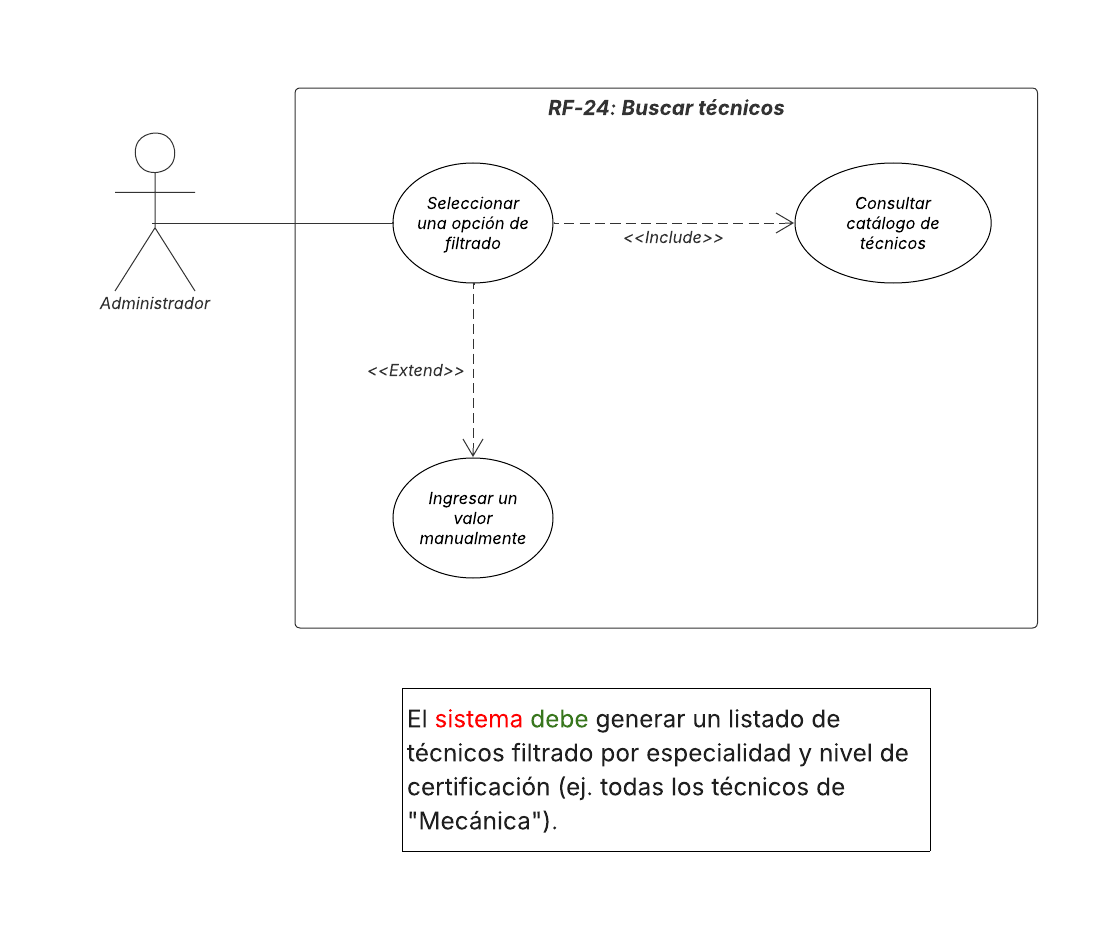 RF-24: Buscar técnicos
Seleccionar
una opción de
filtrado
Consultar
catálogo de
técnicos
<<Include>>
Administrador
<<Extend>>
Ingresar un
valor
manualmente
El sistema debe generar un listado de
técnicos filtrado por especialidad y nivel de
certificación (ej. todas los técnicos de
"Mecánica").